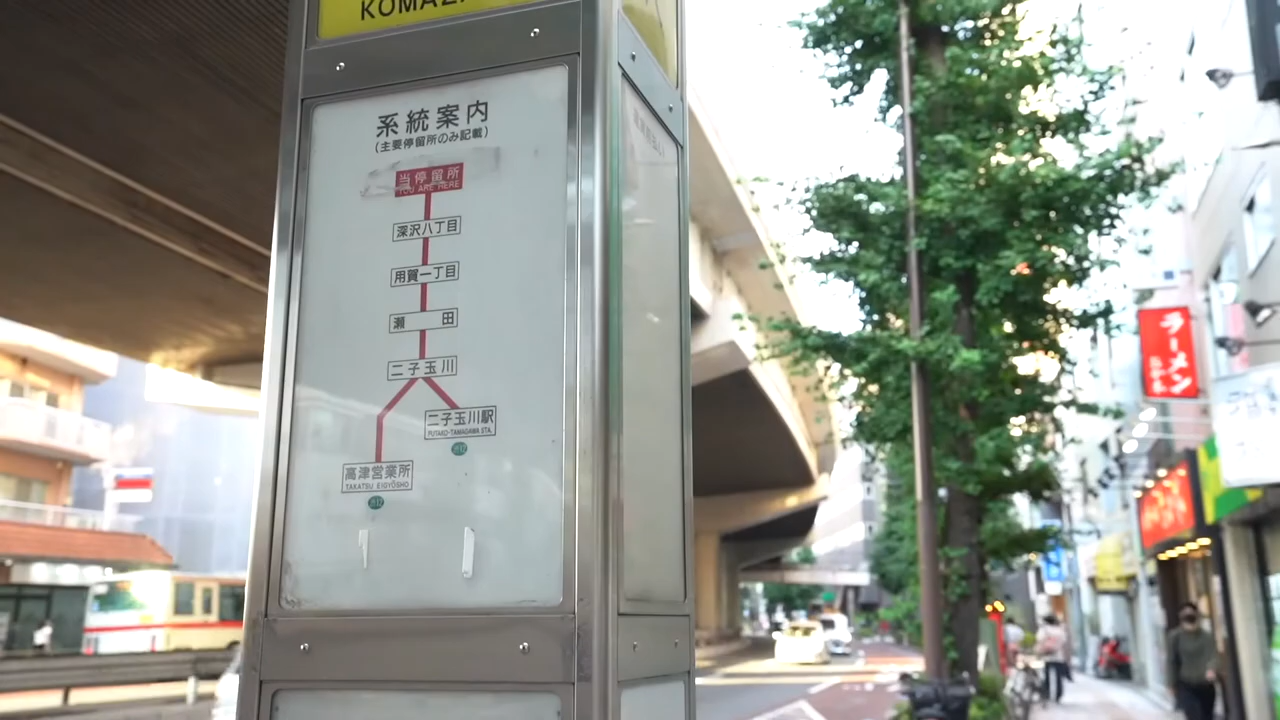 系統案内
(主要停留所のみ記載)
当停留所
YOU ARE HERE
深沢八丁目
用賀一丁目
瀬田
二子玉川
二子玉川駅
FUTAKO-TAMAGAWA STA.
高津営業所
TAKATSU EIGYŌSHO
ラーメン